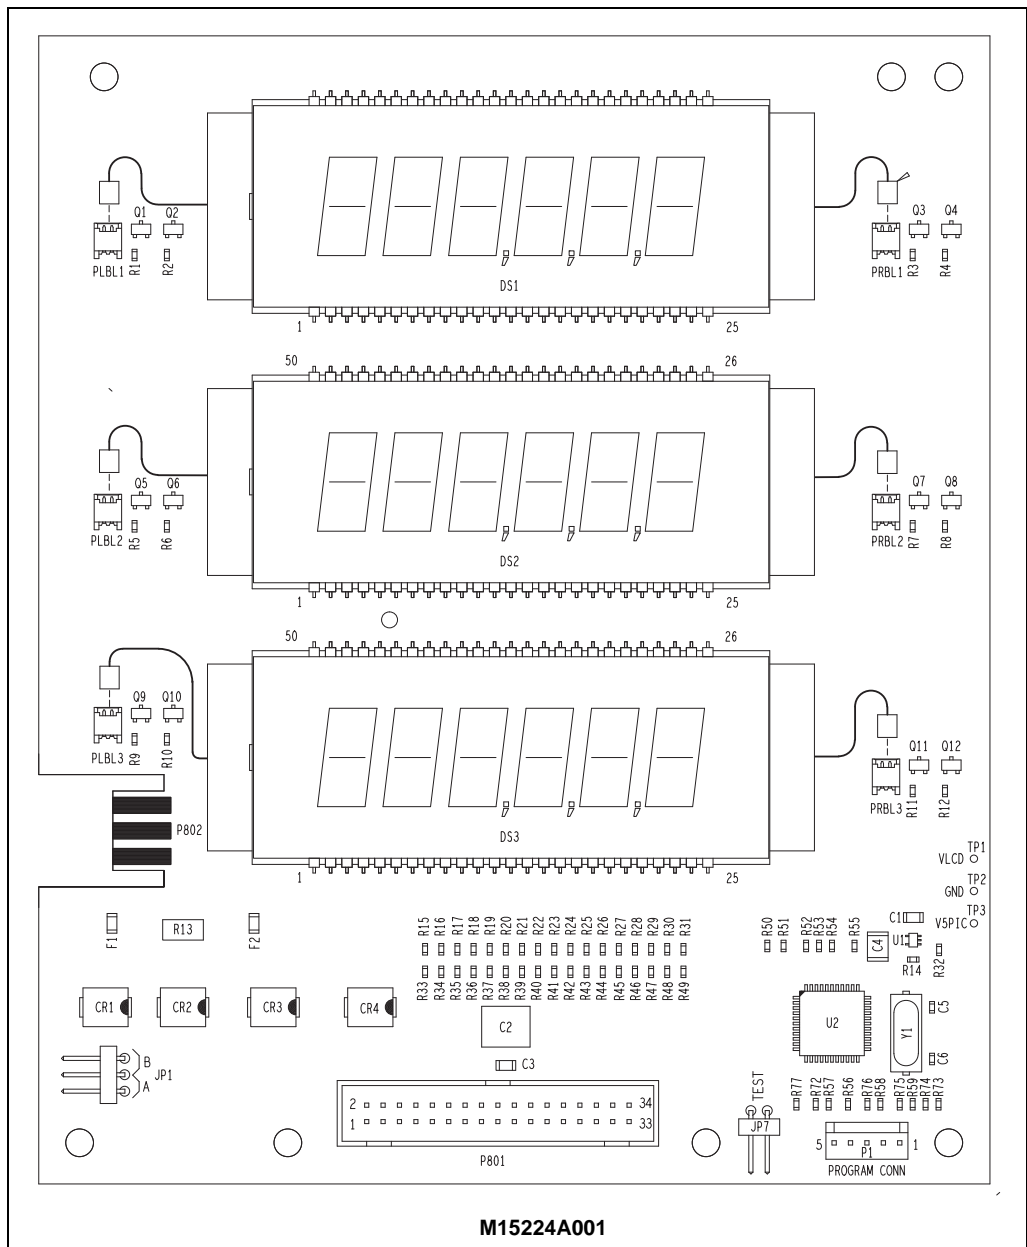 Q1 Q2
PLBL1 R1 R2
Q3 Q4
PRBL1 R3 R4
DS1
1 25
50 26
Q5 Q6
PLBL2 R5 R6
Q7 Q8
PRBL2 R7 R8
DS2
1 25
50 26
Q9 Q10
PLBL3 R9 R10
Q11 Q12
PRBL3 R11 R12
DS3
1 25
P802
TP1
VLCD
TP2
GND
TP3
V5PIC
F1 R13 F2
R15 R16 R17 R18 R19 R20 R21 R22 R23 R24 R25 R26 R27 R28 R29 R30 R31
R33 R34 R35 R36 R37 R38 R39 R40 R41 R42 R43 R44 R45 R46 R47 R48 R49
R50 R51 R52 R53 R54 R55
C4 C1 U1 R14 R32
CR1 CR2 CR3 CR4
C2
C3
U2 Y1 C5 C6
B
A
JP1
R77 R72 R57 R56 R76 R58 R75 R59 R74 R73
2 34
1 33
P801
TEST
JP7
5 P1 1
PROGRAM CONN
M15224A001